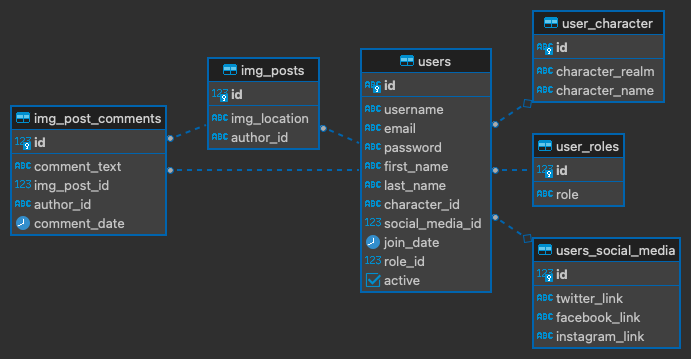 img_post_comments
ABC id
123 id
ABC comment_text
123 img_post_id
ABC author_id
comment_date
img_posts
123 id
ABC img_location
ABC author_id
users
ABC id
ABC username
ABC email
ABC password
ABC first_name
ABC last_name
ABC character_id
123 social_media_id
join_date
123 role_id
active
user_character
ABC id
ABC character_realm
ABC character_name
user_roles
123 id
ABC role
users_social_media
123 id
ABC twitter_link
ABC facebook_link
ABC instagram_link